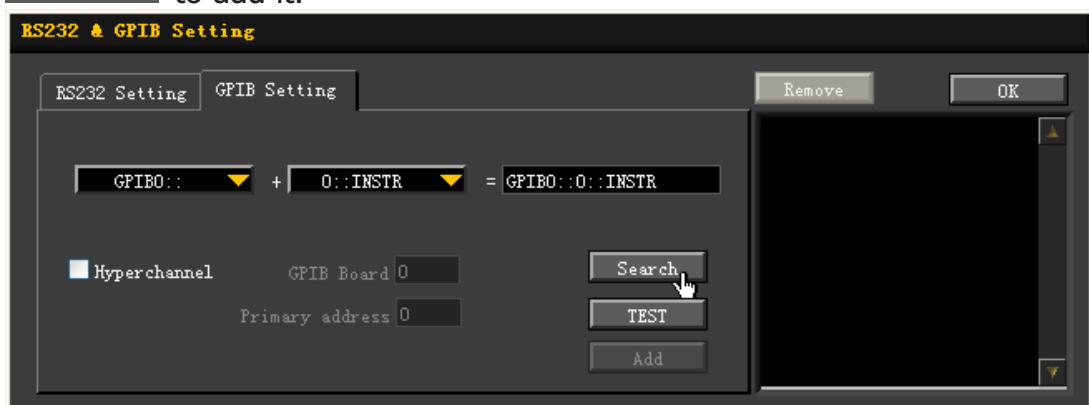 to add it.
RS232 & GPIB Setting
RS232 Setting GPIB Setting Remove OK
GPIB0:: + 0::INSTR = GPIB0::0::INSTR
Hyperchannel GPIB Board 0 Search
Primary address 0 TEST
Add